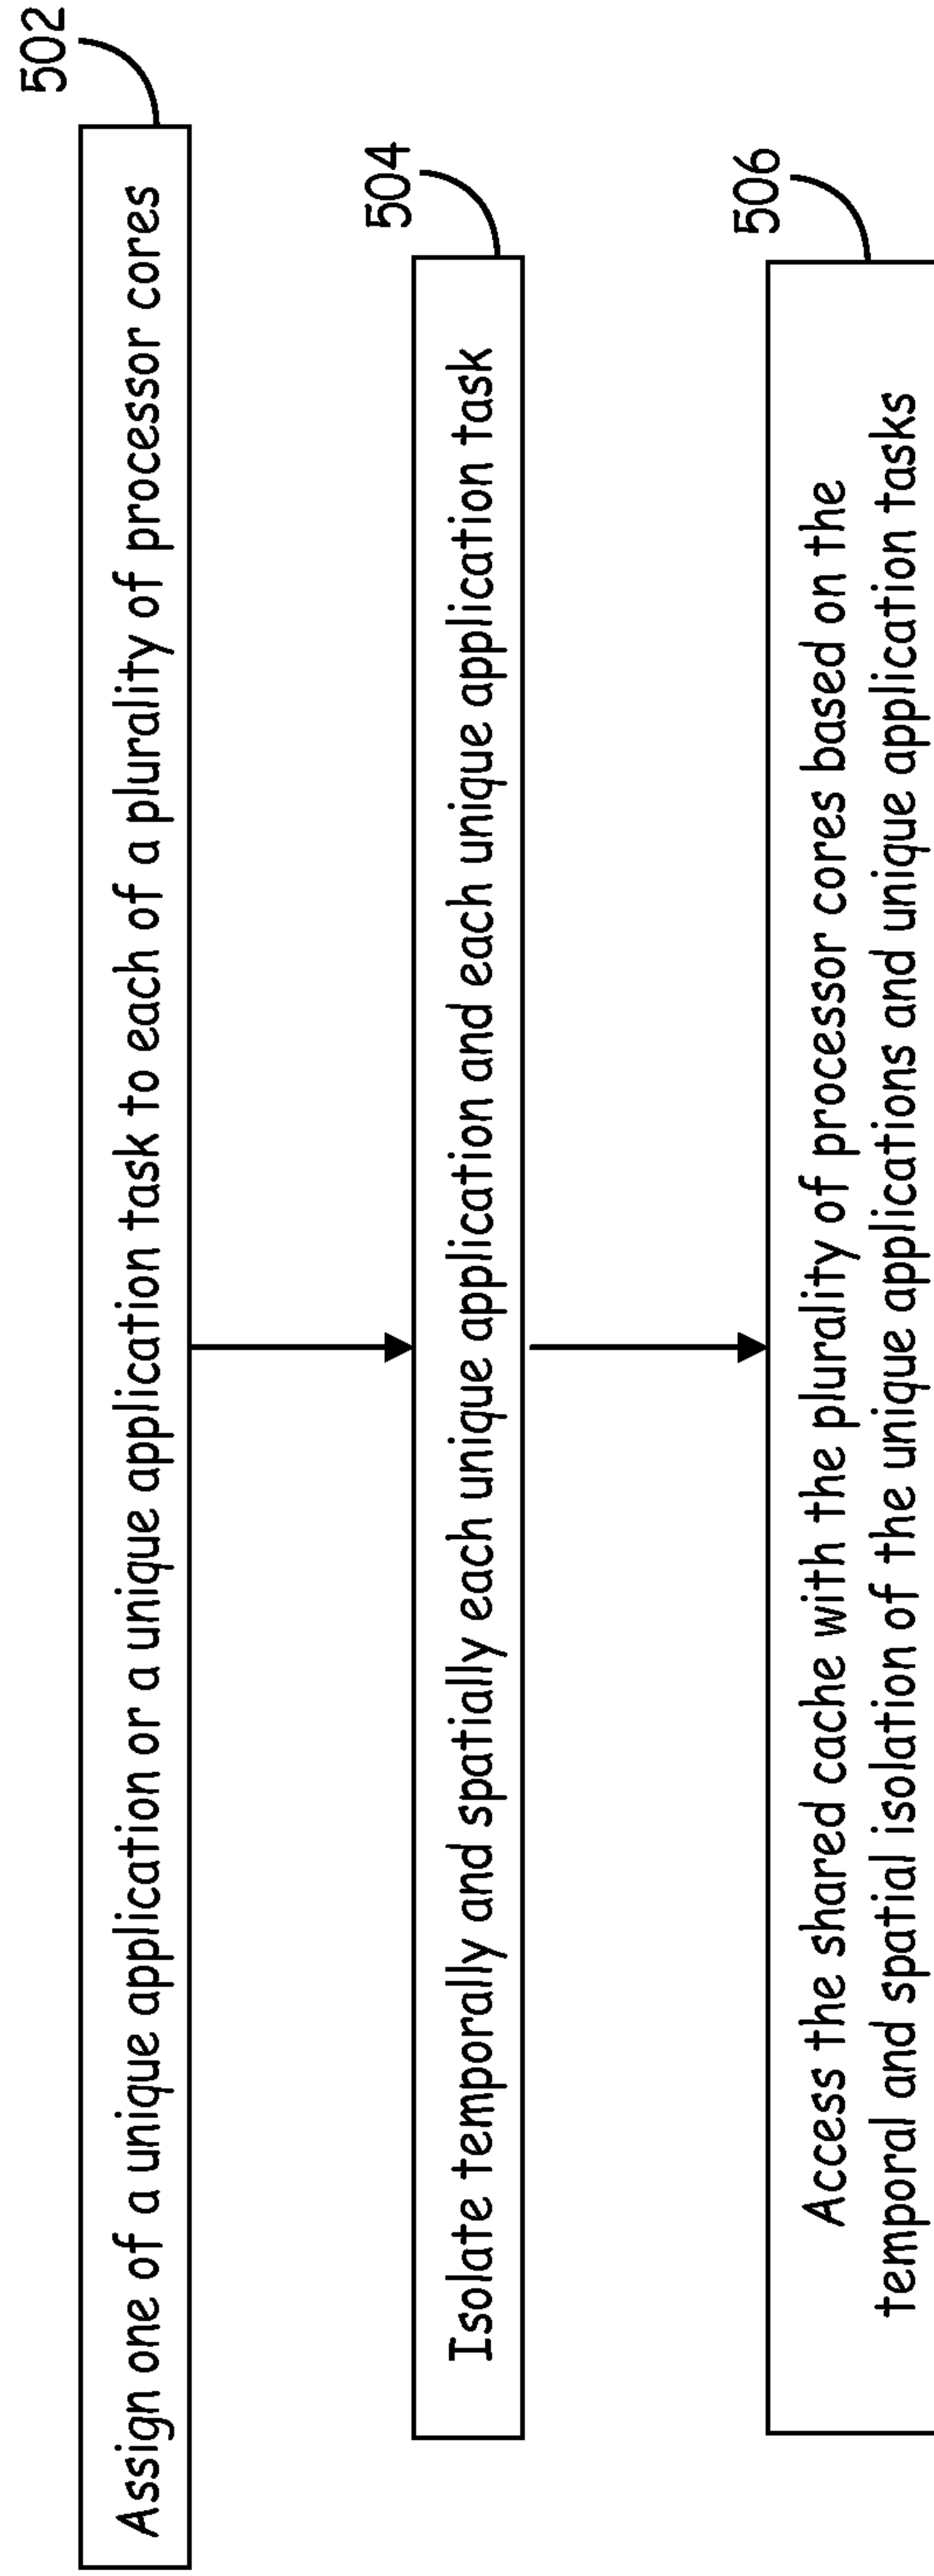 502
Assign one of a unique application or a unique application task to each of a plurality of processor cores
504
Isolate temporally and spatially each unique application and each unique application task
506
Access the shared cache with the plurality of processor cores based on the
temporal and spatial isolation of the unique applications and unique application tasks